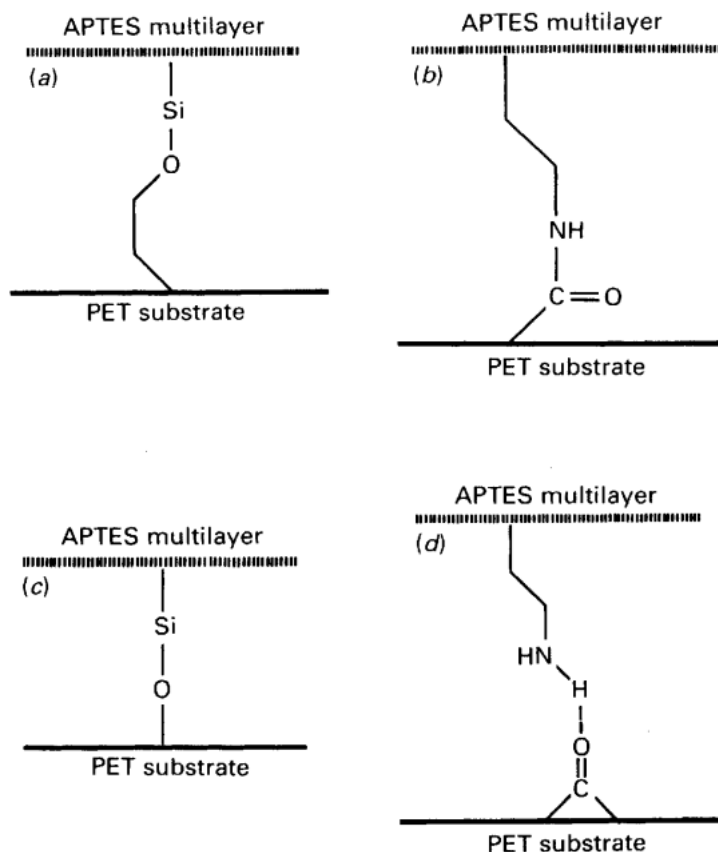 APTES multilayer
(a)
Si
O
PET substrate
APTES multilayer
(b)
NH
C=O
PET substrate
APTES multilayer
(c)
Si
O
PET substrate
APTES multilayer
(d)
HN
H
O
C
PET substrate